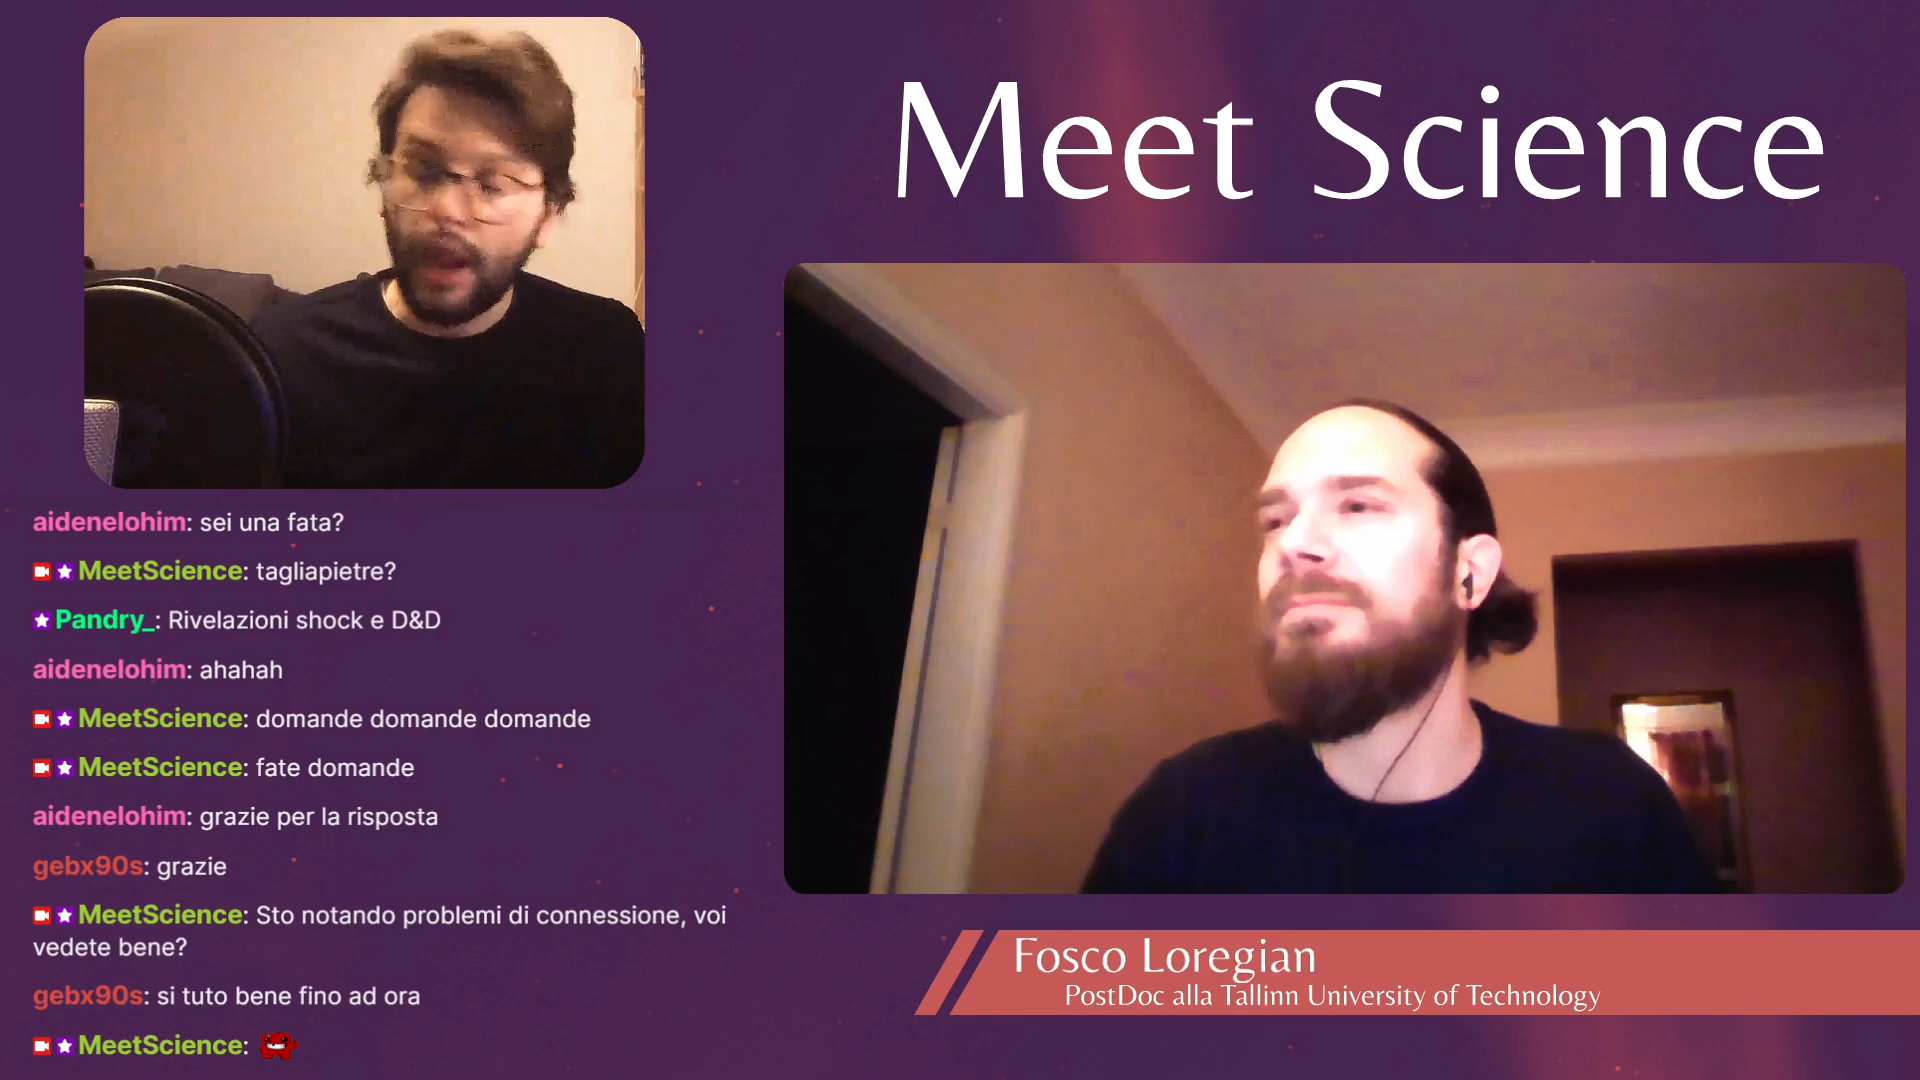 Meet Science
aidenelohim: sei una fata?
MeetScience: tagliapietre?
Pandry_: Rivelazioni shock e D&D
aidenelohim: ahahah
MeetScience: domande domande domande
MeetScience: fate domande
aidenelohim: grazie per la risposta
gebx90s: grazie
MeetScience: Sto notando problemi di connessione, voi
vedete bene?
gebx90s: si tuto bene fino ad ora
MeetScience:
Fosco Loregian
PostDoc alla Tallinn University of Technology